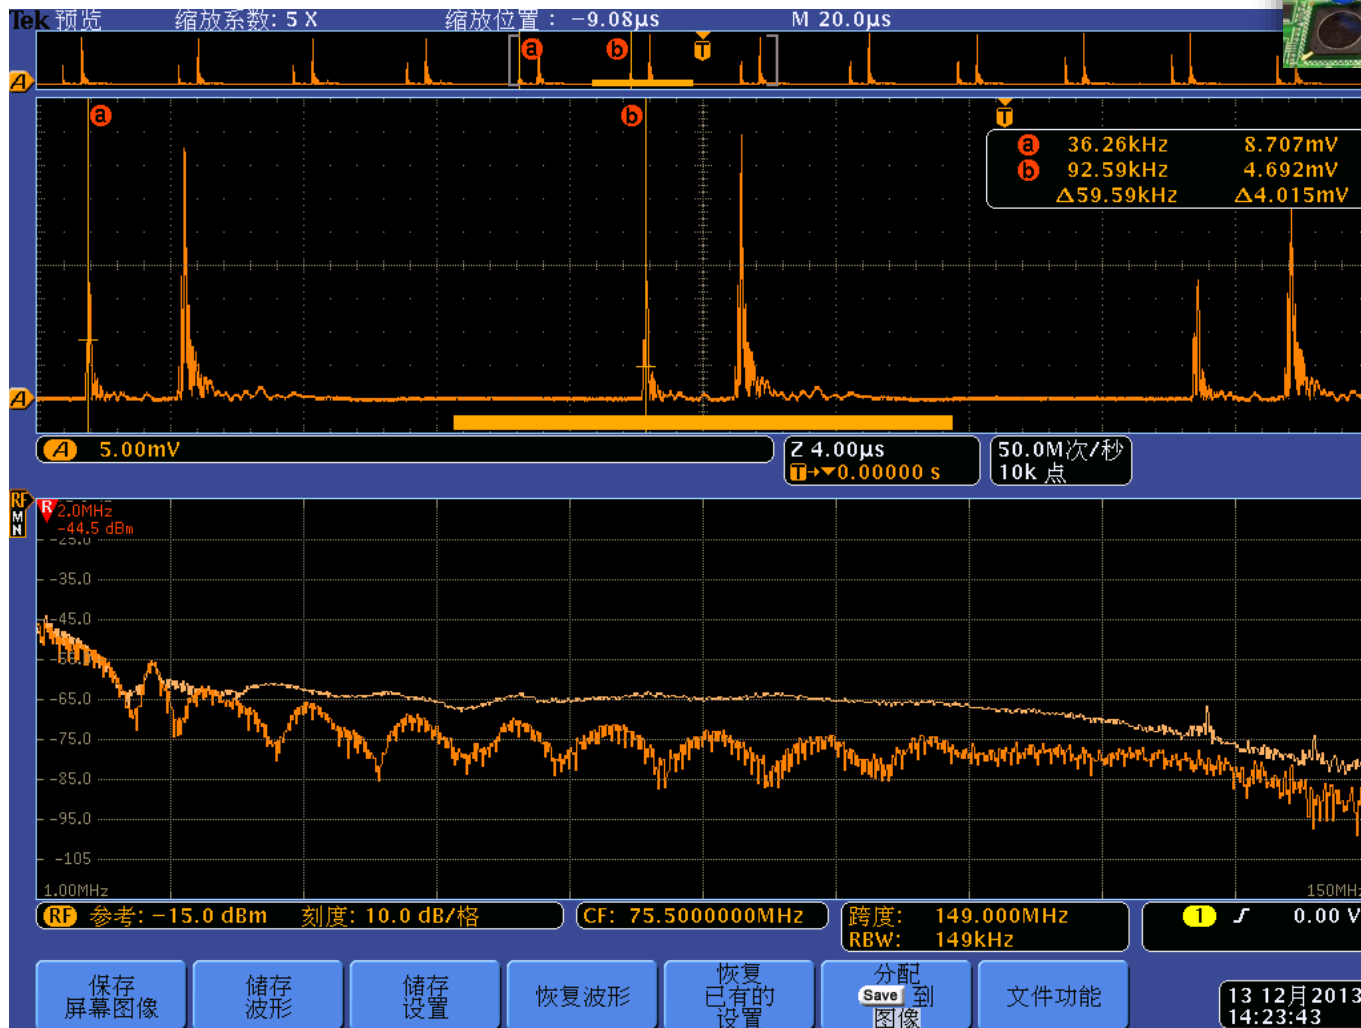 Tek 预览 缩放系数: 5 X 缩放位置: -9.08µs M 20.0µs
a b T
A
a b T
a 36.26kHz 8.707mV
b 92.59kHz 4.692mV
Δ59.59kHz Δ4.015mV
A
A 5.00mV
Z 4.00µs
T→▾0.00000 s
50.0M次/秒
10k 点
RF
M
N
R
2.0MHz
-44.5 dBm
-25.0
-35.0
-45.0
-65.0
-75.0
-85.0
-95.0
-105
1.00MHz 150MHz
RF 参考: -15.0 dBm 刻度: 10.0 dB/格
CF: 75.5000000MHz
跨度: 149.000MHz
RBW: 149kHz
1 0.00 V
保存
屏幕图像
储存
波形
储存
设置
恢复波形
恢复
已有的
设置
分配
Save 到
图像
文件功能
13 12月2013
14:23:43